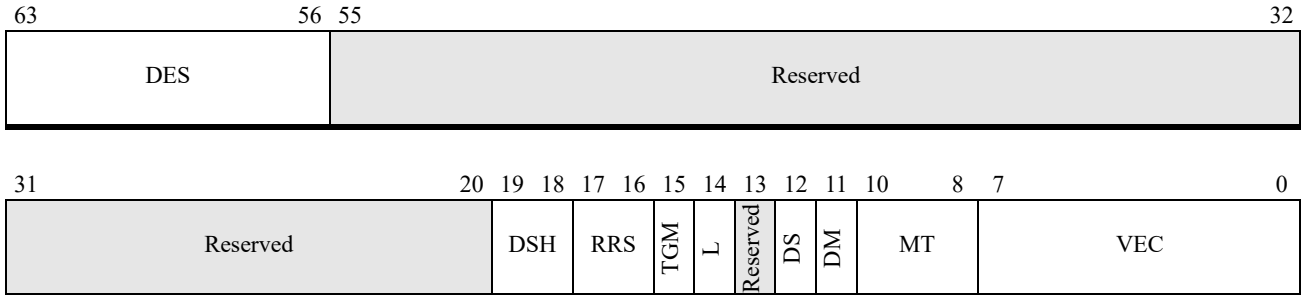 63 56 55 32
DES Reserved
31 20 19 18 17 16 15 14 13 12 11 10 8 7 0
Reserved DSH RRS TGM L Reserved DS DM MT VEC